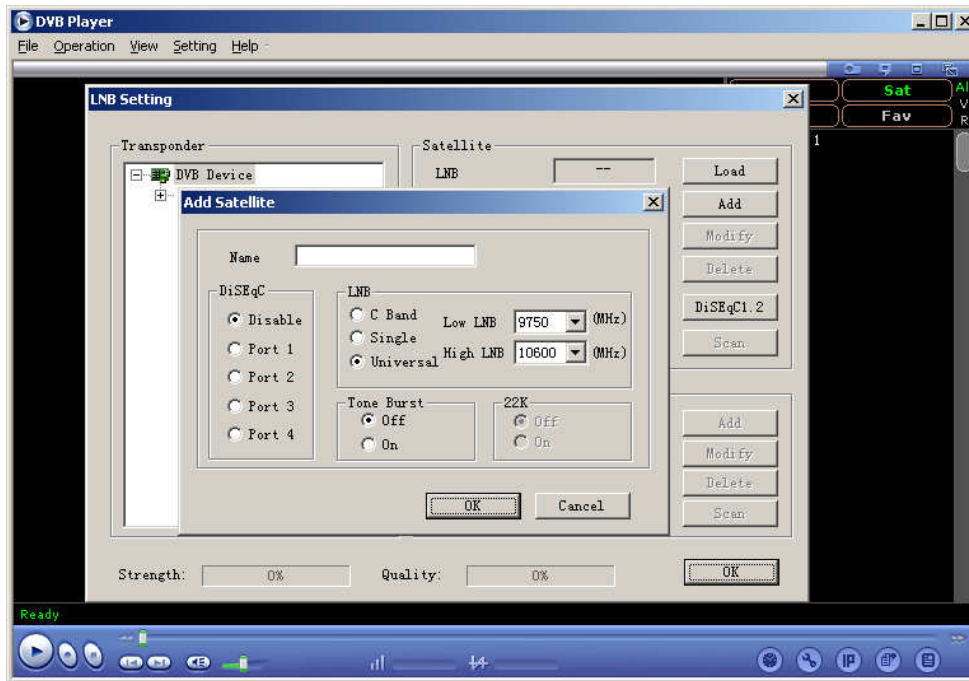 DVB Player
File Operation View Setting Help
Sat
Fav
1
LNB Setting
Transponder
DVB Device
Satellite
LNB --
Load
Add
Modify
Delete
DiSEqC1.2
Scan
Add Satellite
Name
DiSEqC
Disable
Port 1
Port 2
Port 3
Port 4
LNB
C Band
Single
Universal
Low LNB 9750 (MHz)
High LNB 10600 (MHz)
Tone Burst
Off
On
22K
Off
On
OK Cancel
Add
Modify
Delete
Scan
Strength: 0% Quality: 0% OK
Ready
IP